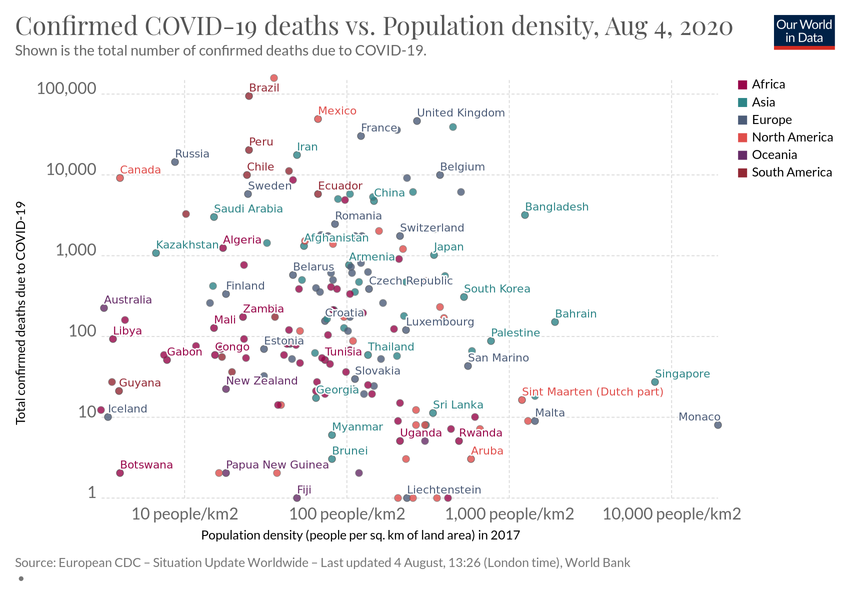 Confirmed COVID-19 deaths vs. Population density, Aug 4, 2020
Shown is the total number of confirmed deaths due to COVID-19.
Our World
in Data
Total confirmed deaths due to COVID-19
100,000
10,000
1,000
100
10
1
Brazil
Mexico
United Kingdom
France
Peru
Iran
Russia
Canada
Chile
Belgium
Sweden
Ecuador
China
Saudi Arabia
Romania
Bangladesh
Kazakhstan
Algeria
Afghanistan
Switzerland
Japan
Armenia
Belarus
Finland
Czech Republic
South Korea
Australia
Zambia
Croatia
Mali
Luxembourg
Bahrain
Libya
Estonia
Palestine
Gabon
Congo
Tunisia
Thailand
San Marino
Slovakia
Guyana
New Zealand
Georgia
Singapore
Sint Maarten (Dutch part)
Iceland
Sri Lanka
Malta
Monaco
Myanmar
Uganda
Rwanda
Brunei
Aruba
Botswana
Papua New Guinea
Fiji
Liechtenstein
10 people/km2
100 people/km2
1,000 people/km2
10,000 people/km2
Population density (people per sq. km of land area) in 2017
Africa
Asia
Europe
North America
Oceania
South America
Source: European CDC – Situation Update Worldwide – Last updated 4 August, 13:26 (London time), World Bank